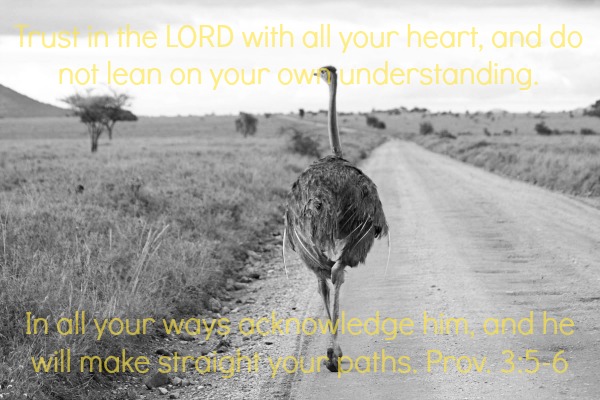 Trust in the LORD with all your heart, and do
not lean on your own understanding.
In all your ways acknowledge him, and he
will make straight your paths. Prov. 3:5-6